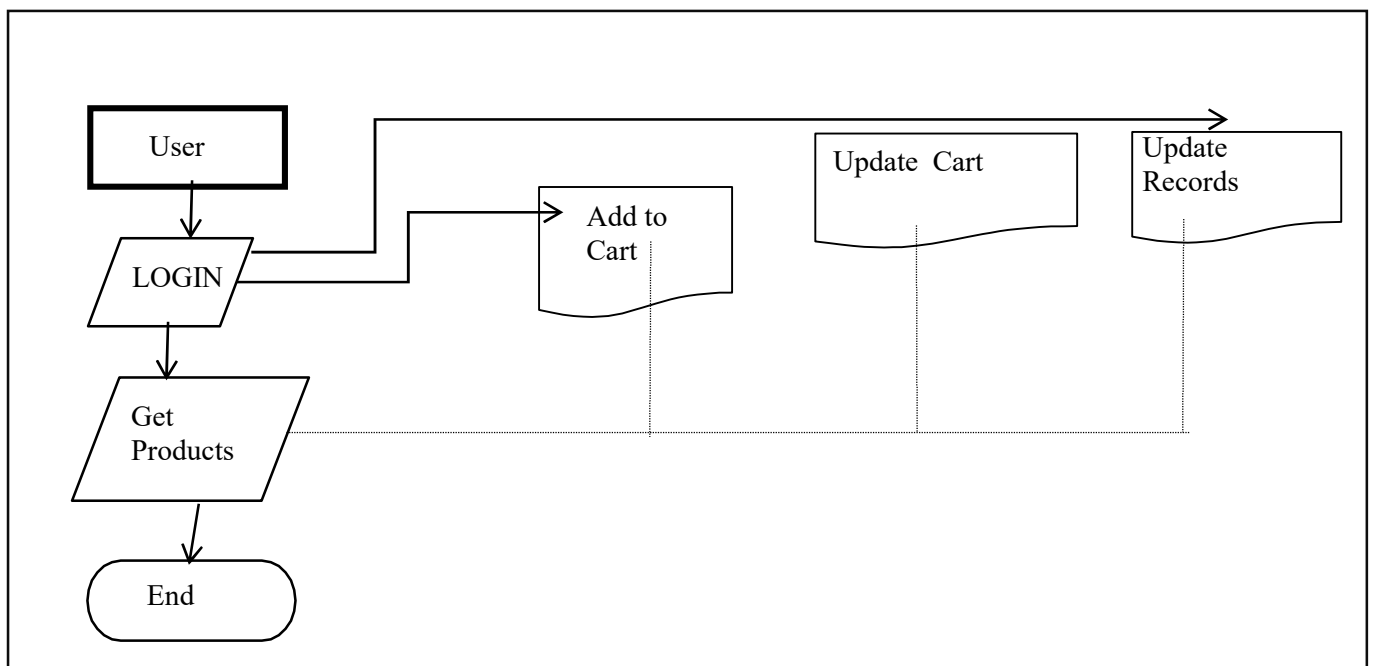 User
LOGIN
Get
Products
End
Add to
Cart
Update  Cart
Update
Records